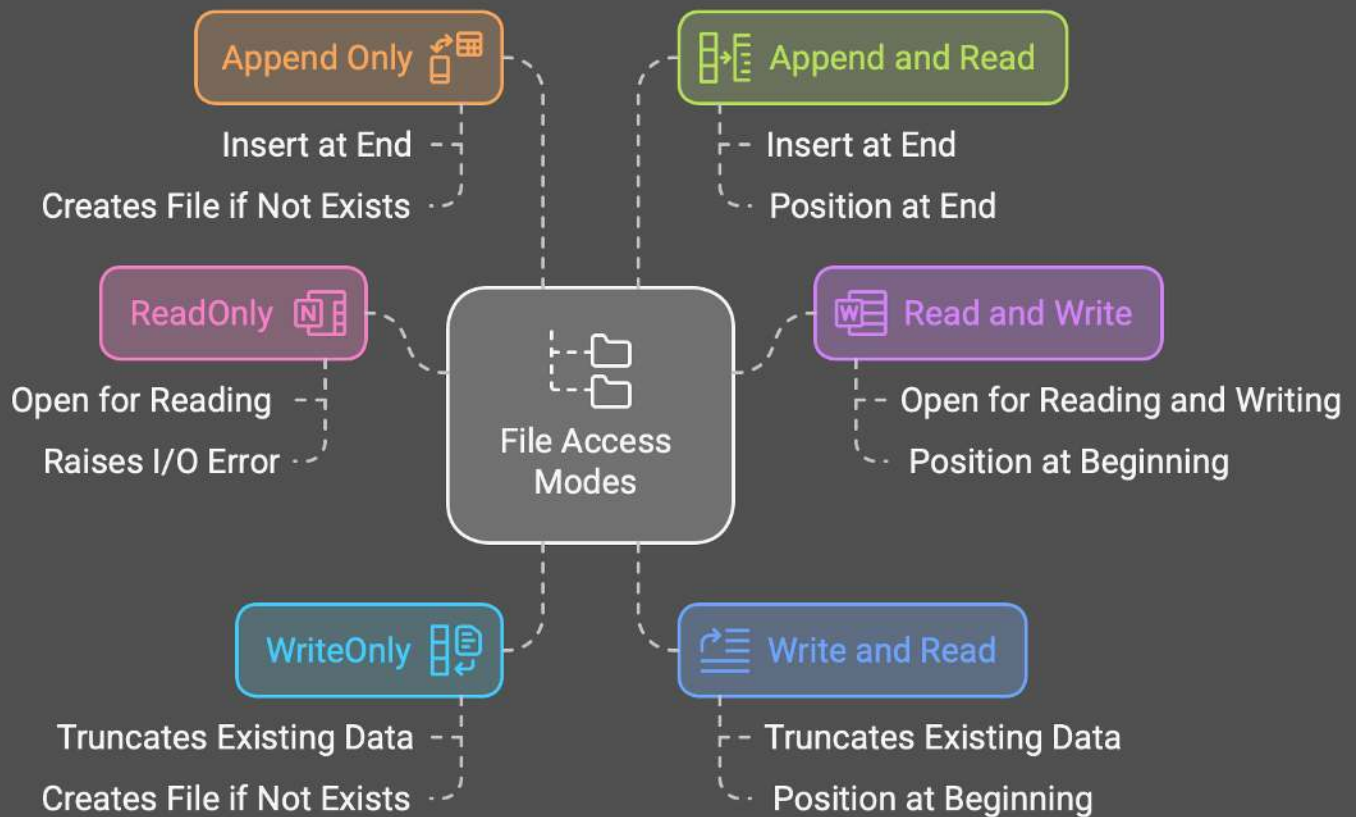 Append Only
Insert at End
Creates File if Not Exists
Append and Read
Insert at End
Position at End
ReadOnly
N
Open for Reading
Raises I/O Error
File Access
Modes
W
Read and Write
Open for Reading and Writing
Position at Beginning
WriteOnly
Truncates Existing Data
Creates File if Not Exists
Write and Read
Truncates Existing Data
Position at Beginning